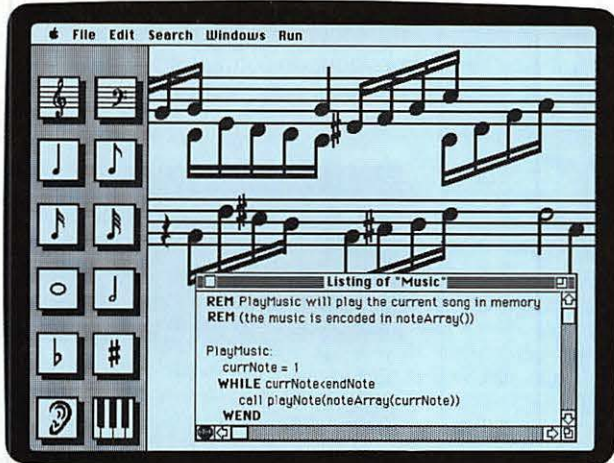 File Edit Search Windows Run
Listing of "Music"
REM PlayMusic will play the current song in memory
REM (the music is encoded in noteArray())
PlayMusic:
currNote = 1
WHILE currNote<endNote
call playNote(noteArray(currNote))
WEND